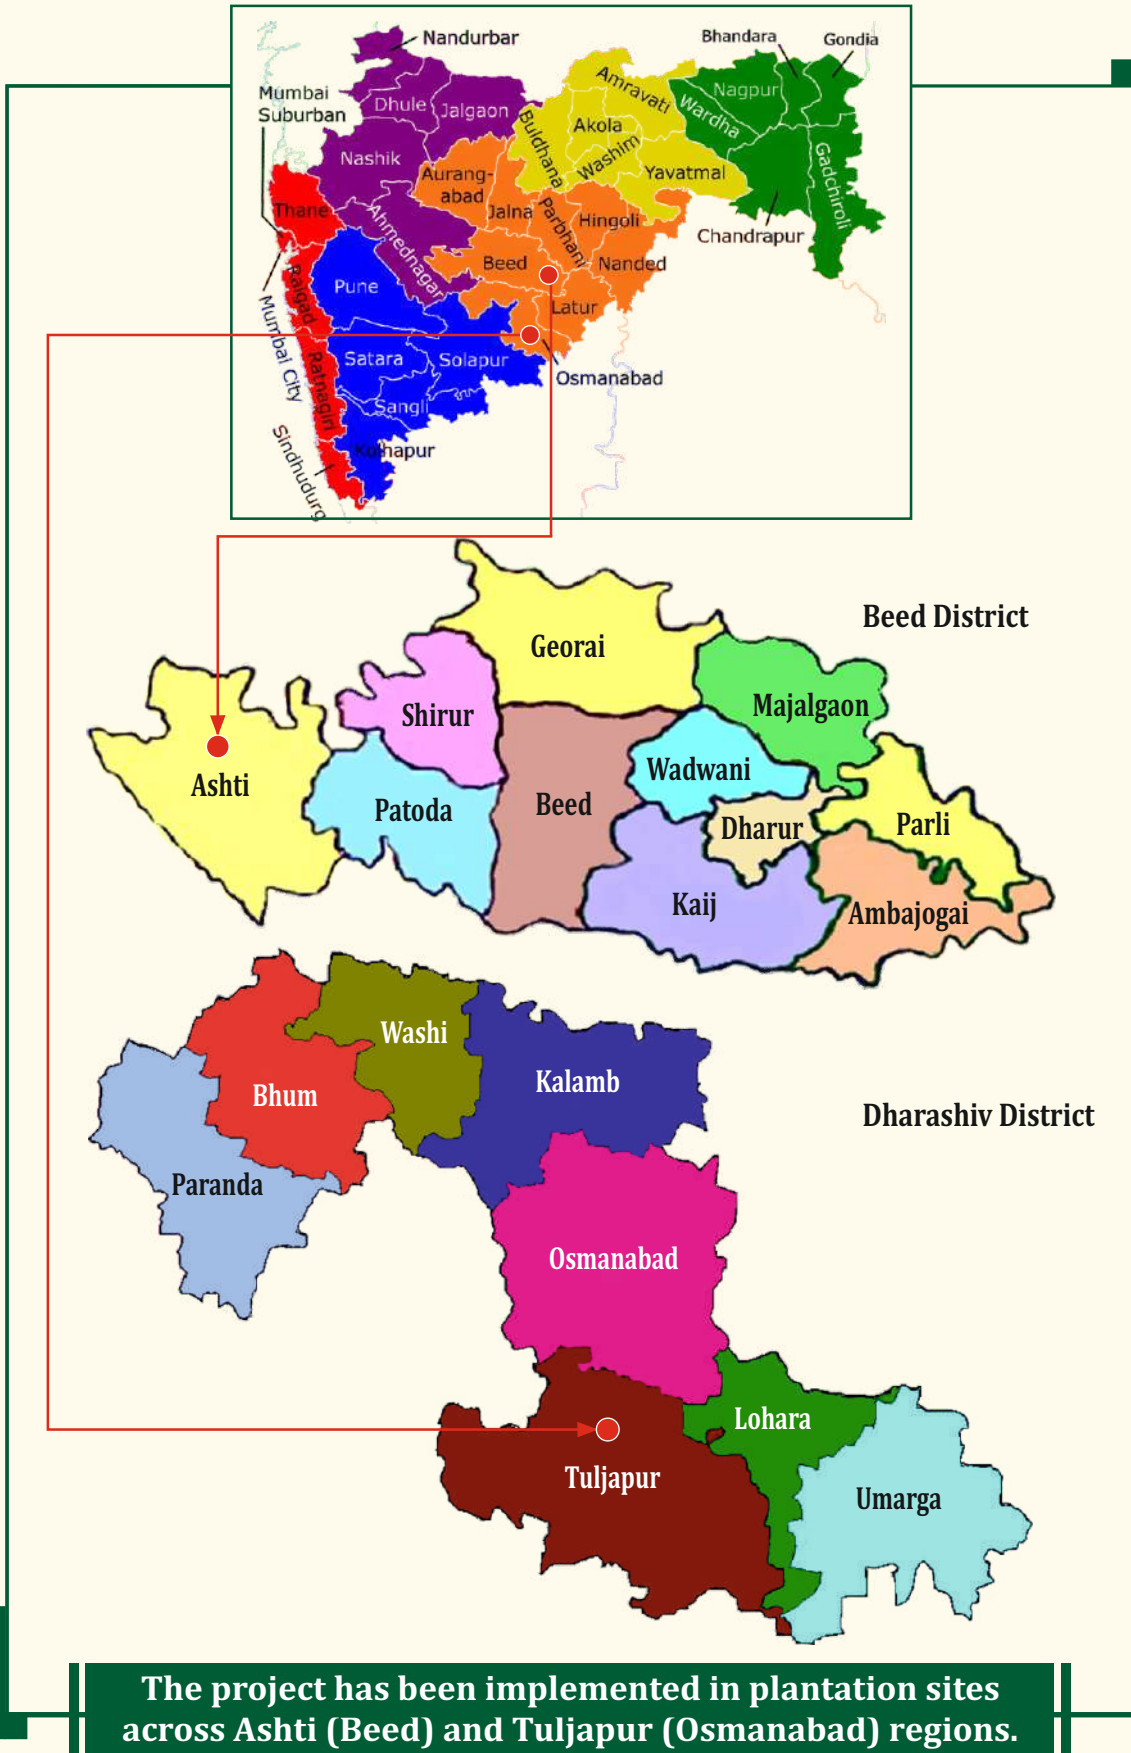 Nandurbar
Bhandara
Gondia
Mumbai
Suburban
Dhule
Jalgaon
Amravati
Nagpur
Wardha
Buldhana
Akola
Washim
Nashik
Yavatmal
Gadchiroli
Aurang-
abad
Thane
Ahmednagar
Jalna
Parbhani
Hingoli
Chandrapur
Beed
Nanded
Raigad
Pune
Latur
Mumbai City
Ratnagiri
Satara
Solapur
Osmanabad
Sangli
Sindhudurg
Kolhapur
Beed District
Georai
Shirur
Majalgaon
Wadwani
Ashti
Patoda
Beed
Dharur
Parli
Kaij
Ambajogai
Washi
Bhum
Kalamb
Dharashiv District
Paranda
Osmanabad
Lohara
Tuljapur
Umarga
The project has been implemented in plantation sites
across Ashti (Beed) and Tuljapur (Osmanabad) regions.